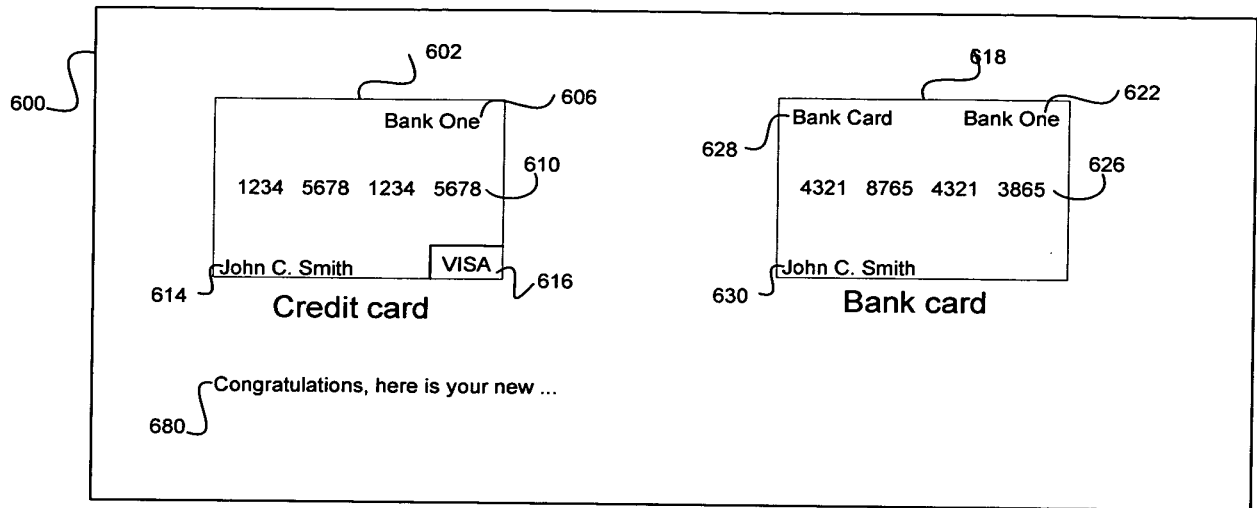 602
618
600
606
622
Bank One
Bank Card
Bank One
628
610
626
1234 5678 1234 5678
4321 8765 4321 3865
John C. Smith
VISA
John C. Smith
614
616
630
Credit card
Bank card
Congratulations, here is your new ...
680